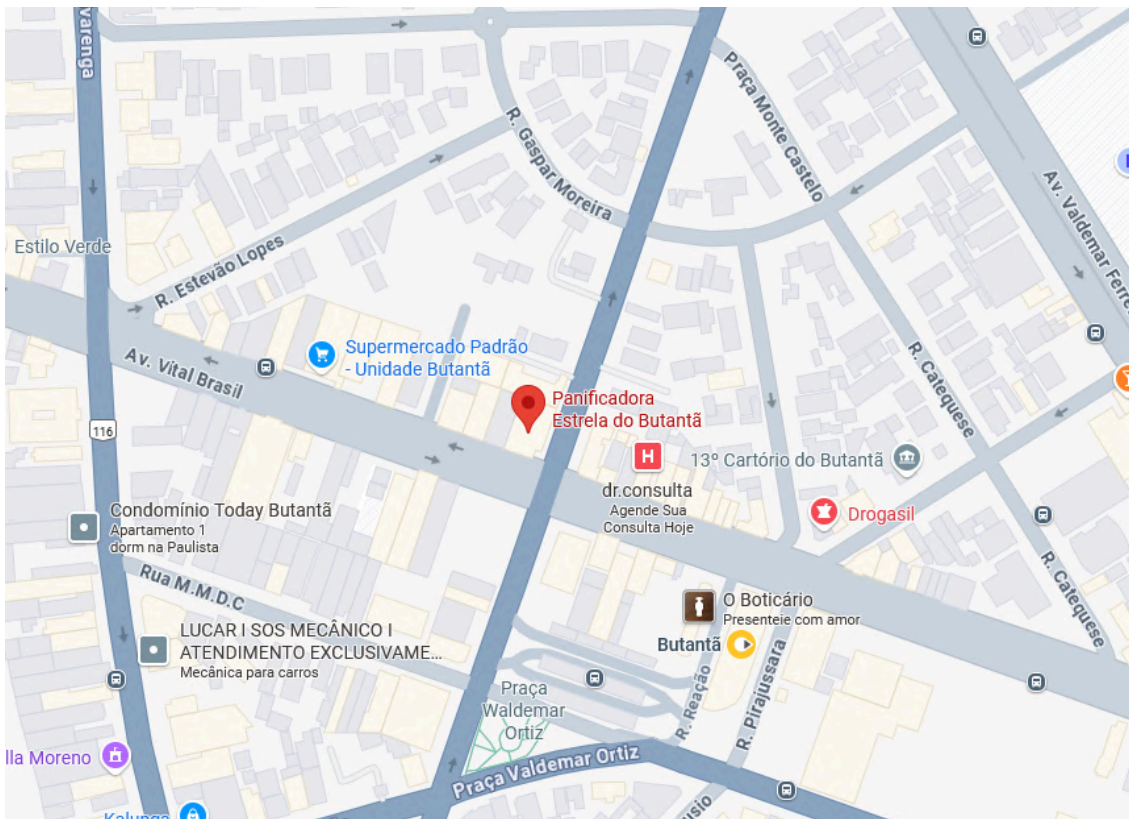 varenga
R. Gaspar Moreira
Praça Monte Castelo
Av. Valdemar Ferrei
Estilo Verde
R. Estevão Lopes
Av. Vital Brasil
Supermercado Padrão
- Unidade Butantã
Panificadora
Estrela do Butantã
R. Catequese
116
H
13º Cartório do Butantã
dr.consulta
Agende Sua
Consulta Hoje
Drogasil
Condomínio Today Butantã
Apartamento 1
dorm na Paulista
Rua M.M.D.C
R. Catequese
O Boticário
Presenteie com amor
Butantã
LUCAR I SOS MECÂNICO I
ATENDIMENTO EXCLUSIVAME...
Mecânica para carros
Praça
Waldemar
Ortiz
R. Reação
R. Pirajussara
lla Moreno
Praça Valdemar Ortiz
Kalunga
usio